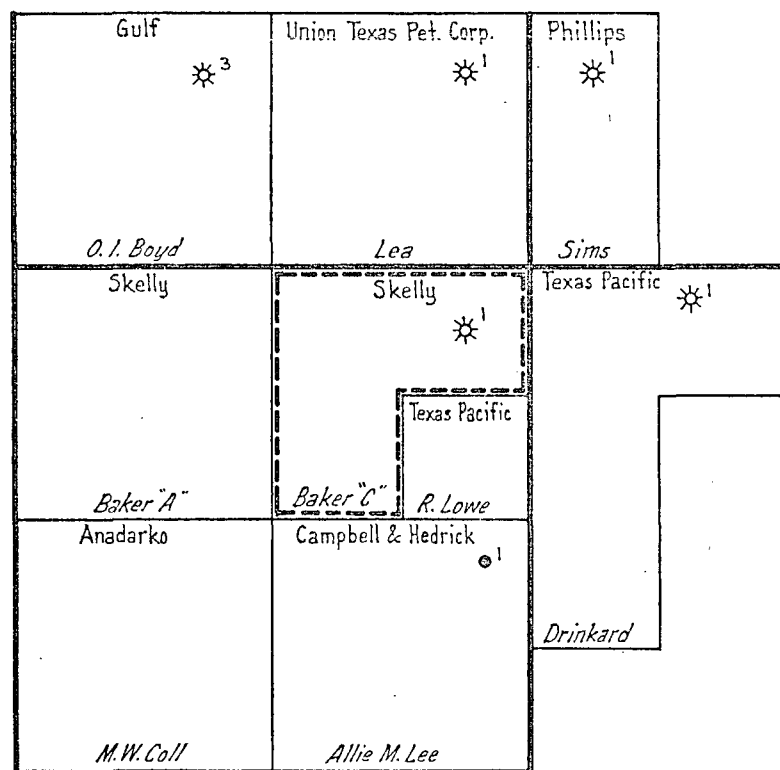 Gulf
Union Texas Pet. Corp.
Phillips
3
1
1
O. I. Boyd
Lea
Sims
Skelly
Skelly
Texas Pacific
1
1
Texas Pacific
Baker "A"
Baker "C"
R. Lowe
Anadarko
Campbell & Hedrick
1
Drinkard
M.W. Coll
Allie M. Lee